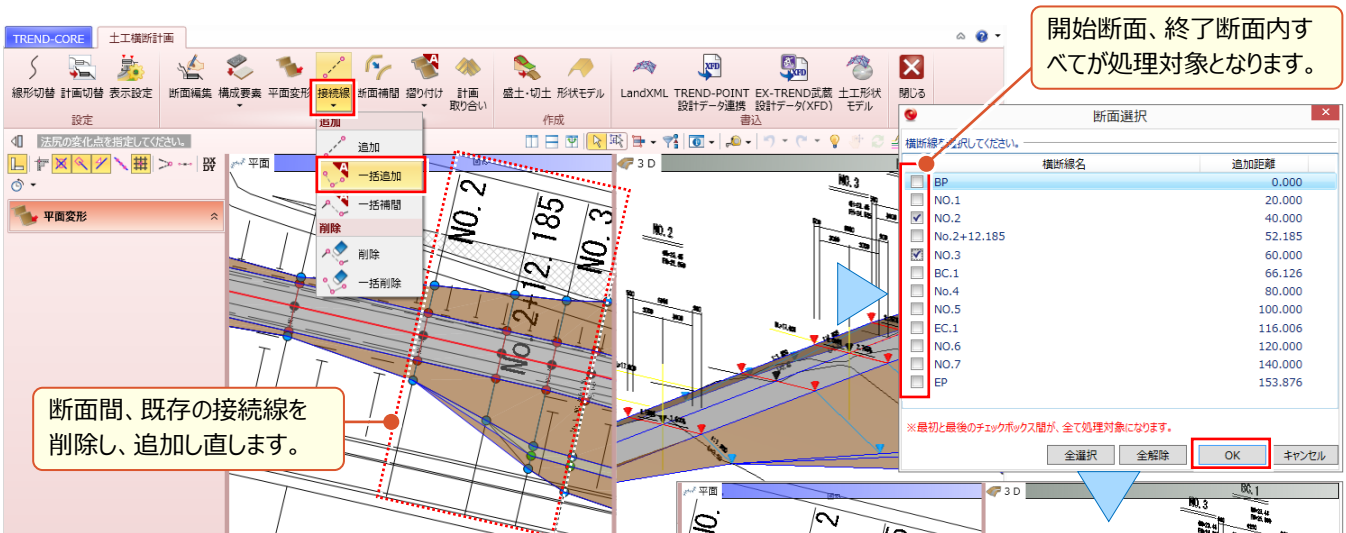 開始断面、終了断面内す
べてが処理対象となります。
TREND-CORE 土工横断計画
線形切替 計画切替 表示設定 断面編集 構成要素 平面変形 接続線 断面補間 摺り付け 計画
取り合い
盛土・切土 形状モデル LandXML TREND-POINT
設計データ連携
EX-TREND武蔵
設計データ(XFD)
土工形状
モデル
閉じる
設定
作成
書込
追加
追加
一括追加
一括補間
削除
削除
一括削除
法尻の変化点を指定してください。
平面変形
平面
NO.2
No.2+12.185
NO.3
3D
NO.2
NO.3
断面間、既存の接続線を
削除し、追加し直します。
断面選択
横断線を選択してください。
横断線名 追加距離
BP 0.000
NO.1 20.000
NO.2 40.000
No.2+12.185 52.185
NO.3 60.000
BC.1 66.126
No.4 80.000
NO.5 100.000
EC.1 116.006
NO.6 120.000
NO.7 140.000
EP 153.876
※最初と最後のチェックボックス間が、全て処理対象になります。
全選択 全解除 OK キャンセル
平面
3D
BC.1
NO.3
NO.